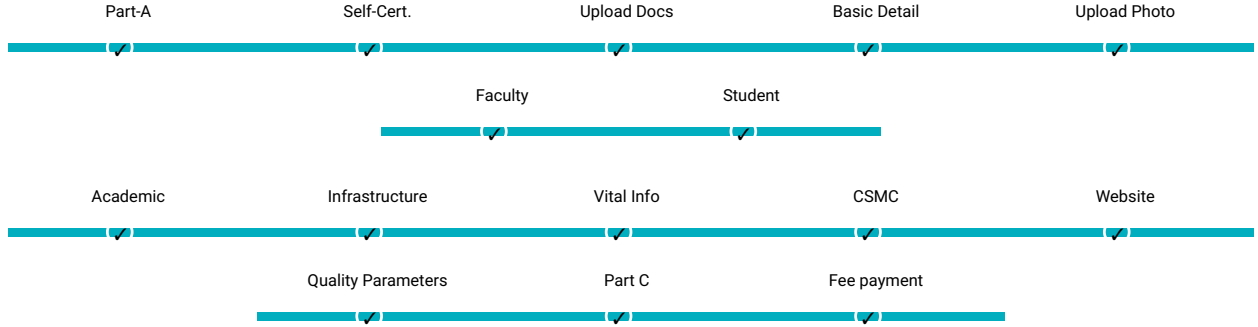 Part-A Self-Cert. Upload Docs Basic Detail Upload Photo
Faculty Student
Academic Infrastructure Vital Info CSMC Website
Quality Parameters Part C Fee payment